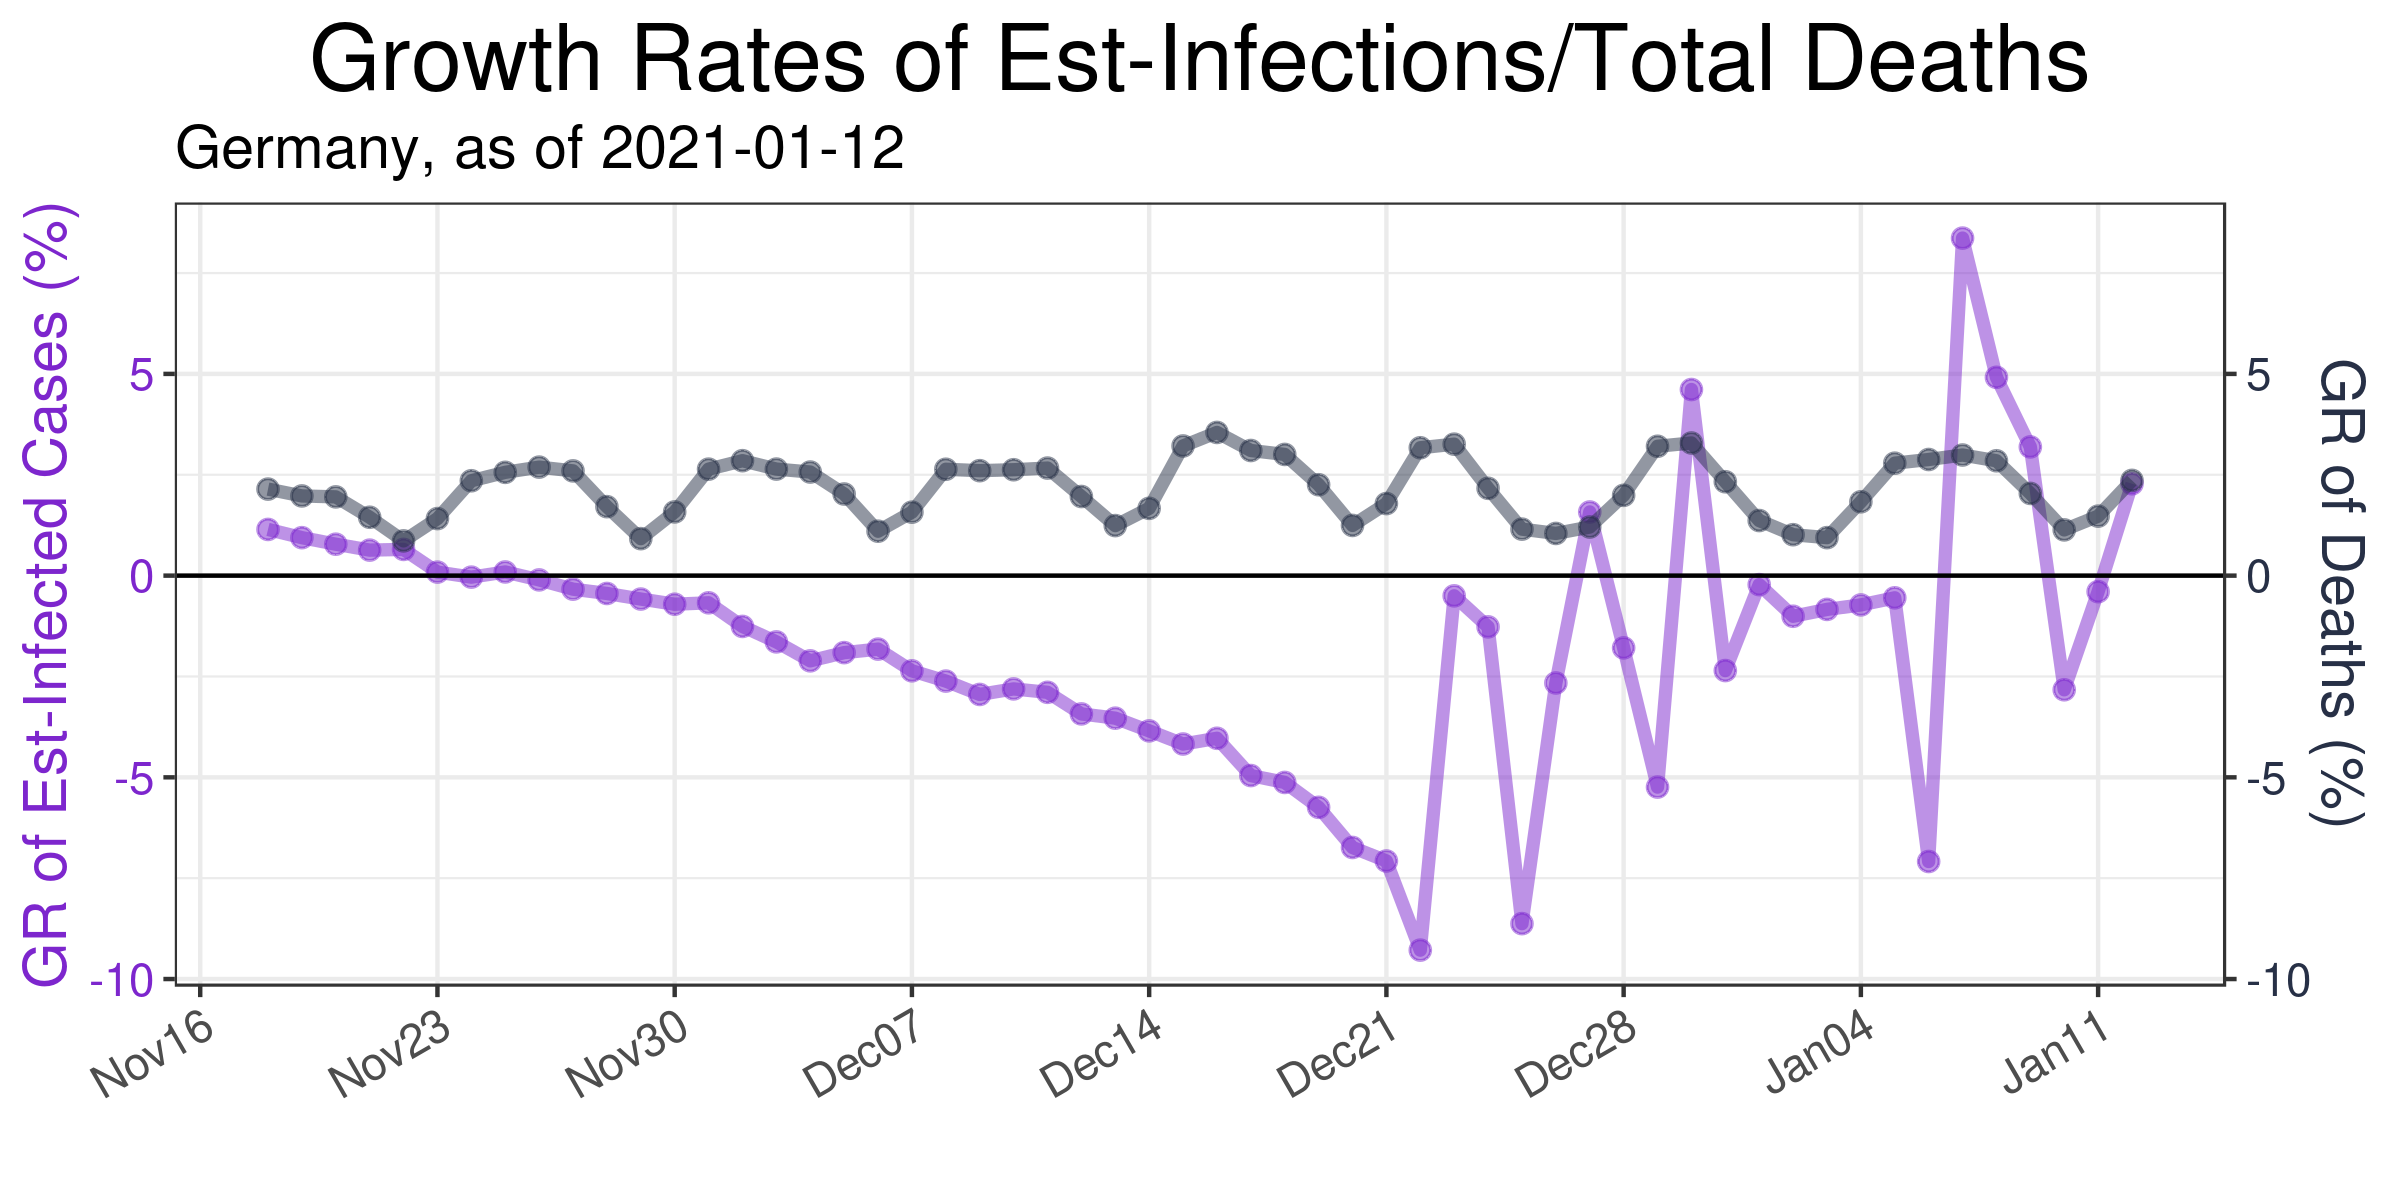 Growth Rates of Est-Infections/Total Deaths
Germany, as of 2021-01-12
GR of Est-Infected Cases (%)
5
0
-5
-10
5
0
-5
-10
GR of Deaths (%)
Nov16
Nov23
Nov30
Dec07
Dec14
Dec21
Dec28
Jan04
Jan11